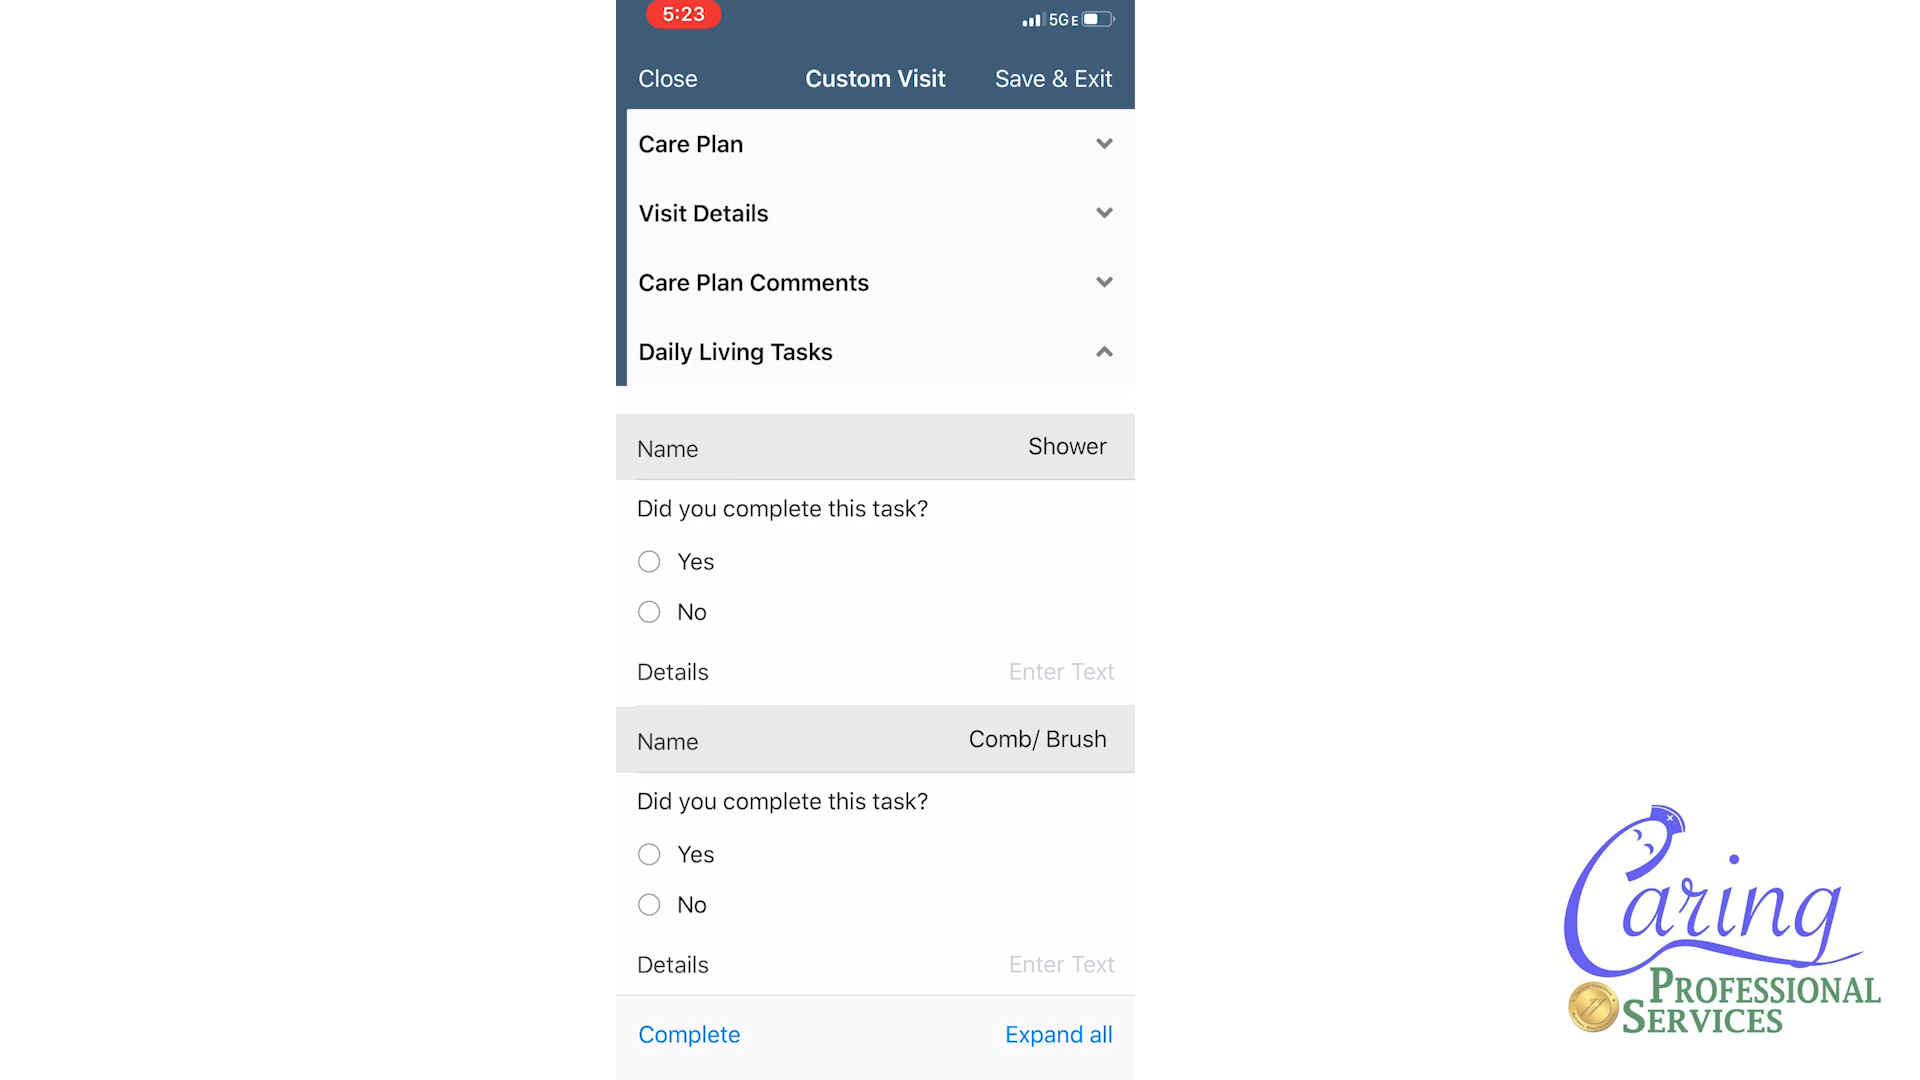 5:23
5GE
Close Custom Visit Save & Exit
Care Plan
Visit Details
Care Plan Comments
Daily Living Tasks
Name Shower
Did you complete this task?
Yes
No
Details Enter Text
Name Comb/ Brush
Did you complete this task?
Yes
No
Details Enter Text
Complete Expand all
Caring
PROFESSIONAL
SERVICES